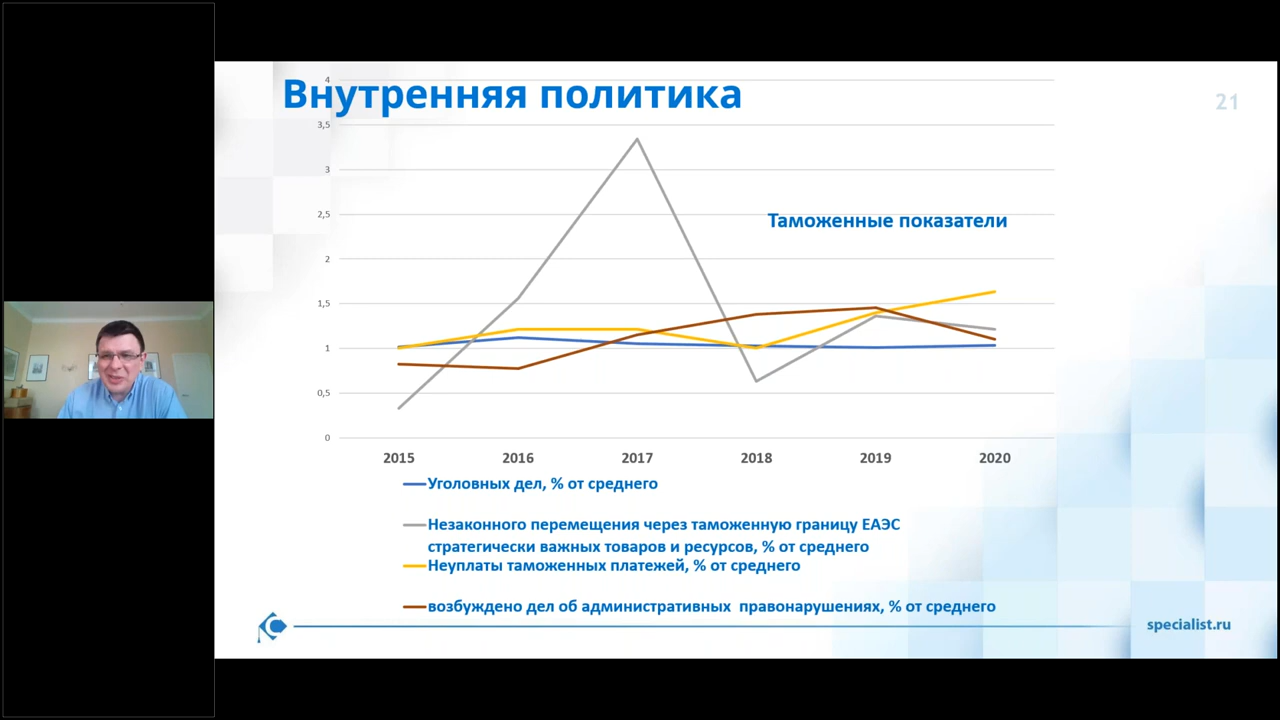 Внутренняя политика
21
4
3,5
3
2,5
2
1,5
1
0,5
0
Таможенные показатели
2015 2016 2017 2018 2019 2020
Уголовных дел, % от среднего
Незаконного перемещения через таможенную границу ЕАЭС
стратегически важных товаров и ресурсов, % от среднего
Неуплаты таможенных платежей, % от среднего
возбуждено дел об административных правонарушениях, % от среднего
specialist.ru